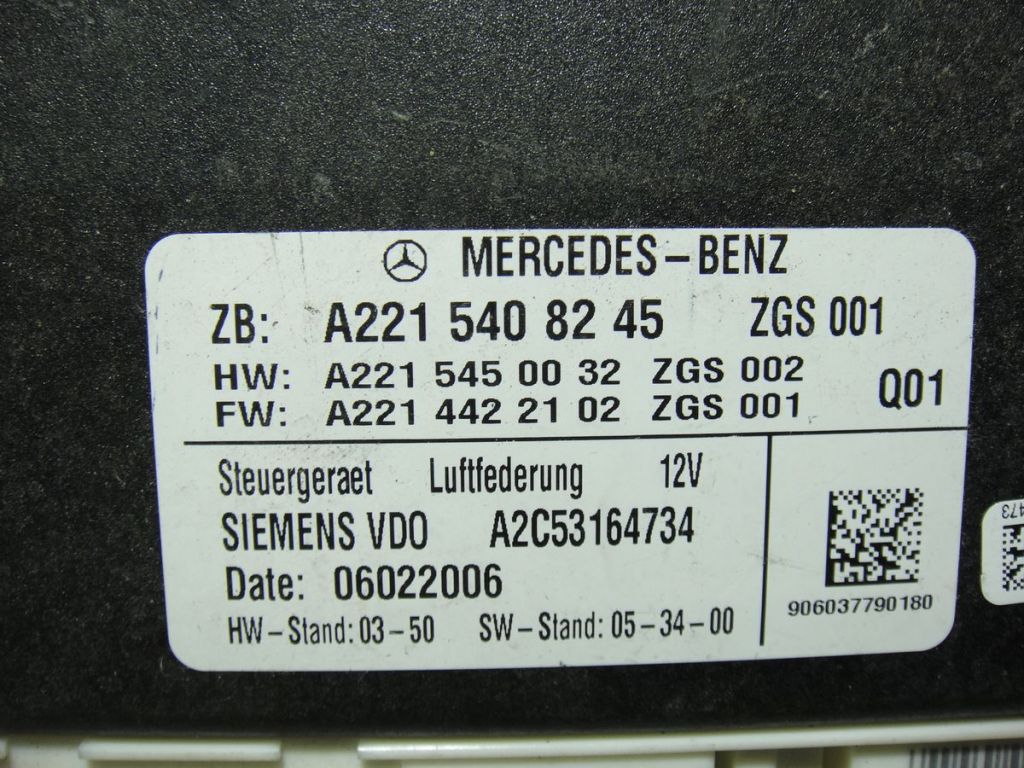 MERCEDES-BENZ
ZB: A221 540 82 45 ZGS 001
HW: A221 545 00 32 ZGS 002
FW: A221 442 21 02 ZGS 001
Q01
Steuergeraet Luftfederung 12V
SIEMENS VDO A2C53164734
Date: 06022006
HW-Stand: 03-50 SW-Stand: 05-34-00
906037790180
473